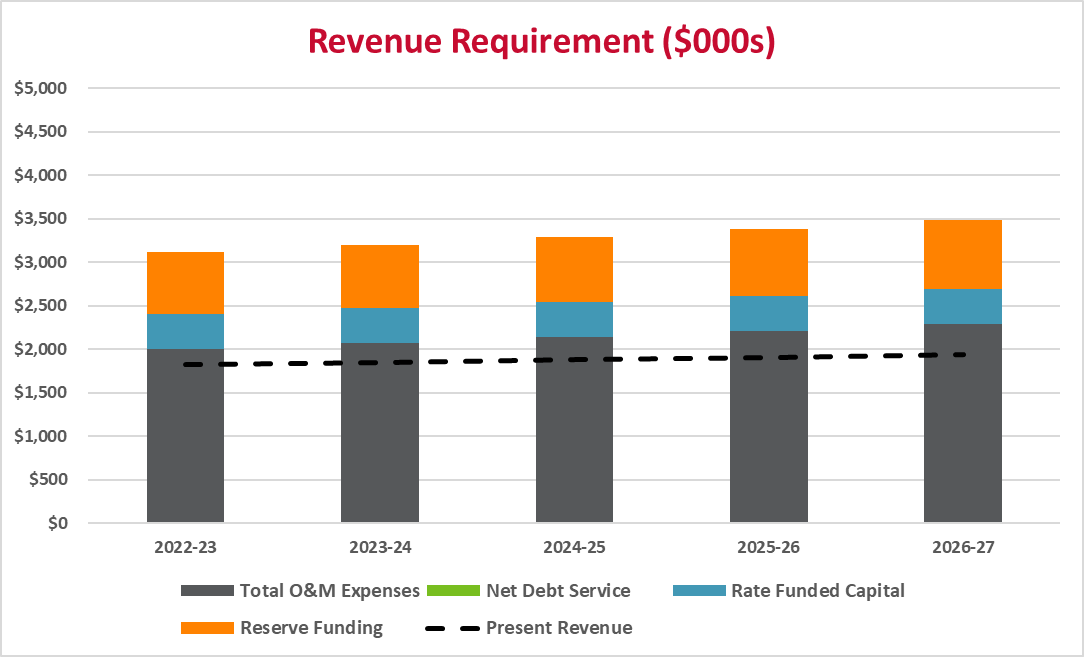 Revenue Requirement ($000s)
$5,000
$4,500
$4,000
$3,500
$3,000
$2,500
$2,000
$1,500
$1,000
$500
$0
2022-23 2023-24 2024-25 2025-26 2026-27
Total O&M Expenses Net Debt Service Rate Funded Capital
Reserve Funding Present Revenue